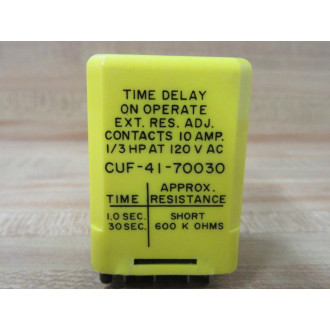 TIME DELAY
ON OPERATE
EXT. RES. ADJ.
CONTACTS 10 AMP.
1/3 HP AT 120 V AC
CUF-41-70030
TIME APPROX. RESISTANCE
1.0 SEC. SHORT
30 SEC. 600 K OHMS